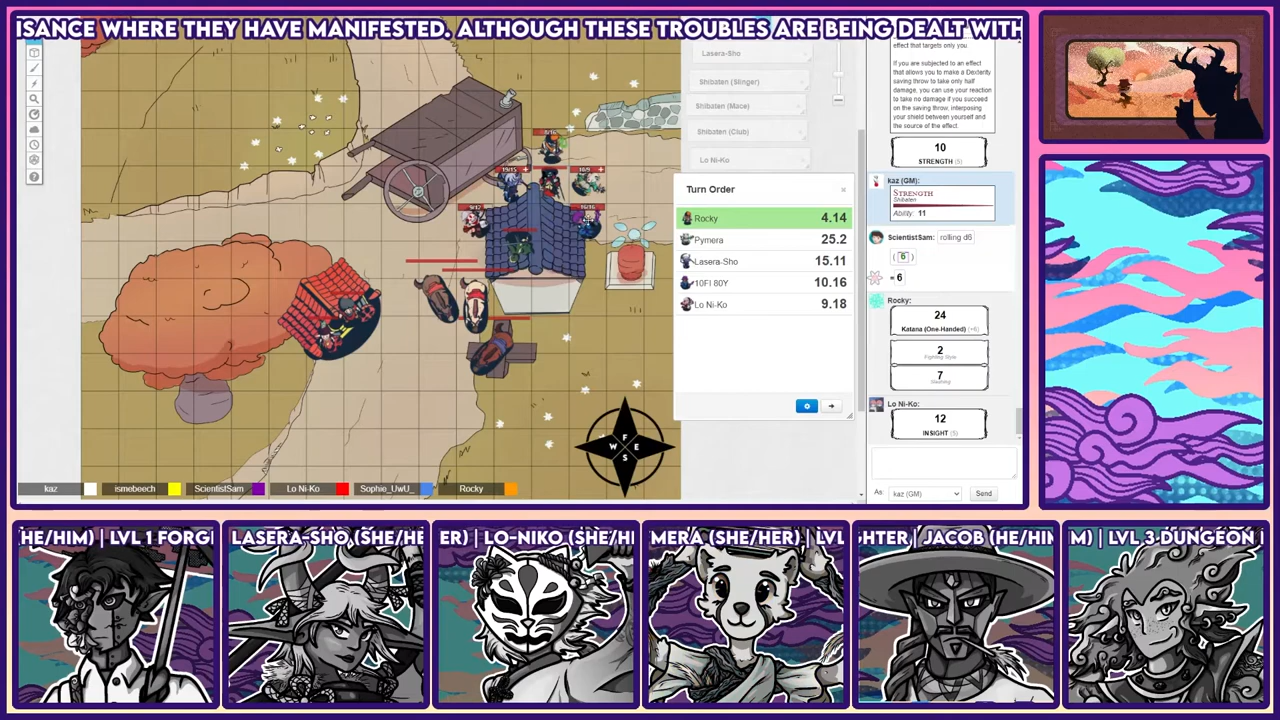 ISANCE WHERE THEY HAVE MANIFESTED. ALTHOUGH THESE TROUBLES ARE BEING DEALT WITH
Lasera-Sho
Shibaten (Slinger)
Shibaten (Mace)
Shibaten (Club)
Lo Ni-Ko
Turn Order
Rocky 4.14
Pymera 25.2
Lasera-Sho 15.11
10FI 80Y 10.16
Lo Ni-Ko 9.18
effect that targets only you.
If you are subjected to an effect
that allows you to make a Dexterity
saving throw to take only half
damage, you can use your reaction
to take no damage if you succeed
on the saving throw, interposing
your shield between yourself and
the source of the effect.
10
STRENGTH (5)
kaz (GM):
STRENGTH
Shibaten
Ability: 11
ScientistSam: rolling d6
( 6 )
= 6
Rocky:
24
Katana (One-Handed) (+6)
2
Fighting Style
7
Slashing
Lo Ni-Ko:
12
INSIGHT (5)
As: kaz (GM) Send
F
W E
S
kaz ismebeech ScientistSam Lo Ni-Ko Sophie_UwU_ Rocky
(HE/HIM) | LVL 1 FORG
LASERA-SHO (SHE/HE
ER) | LO-NIKO (SHE/H
MERA (SHE/HER) | LVL
GHTER | JACOB (HE/HIM
M) | LVL 3 DUNGEON